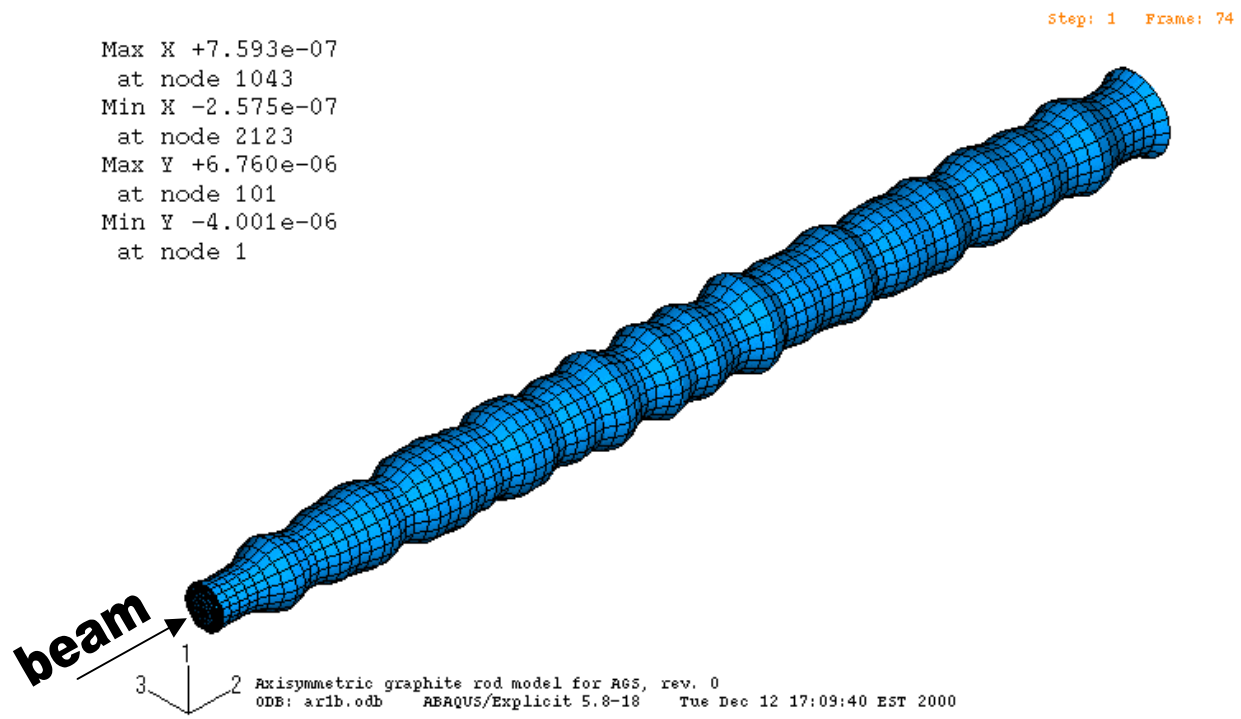 Step: 1 Frame: 74
Max X +7.593e-07
at node 1043
Min X -2.575e-07
at node 2123
Max Y +6.760e-06
at node 101
Min Y -4.001e-06
at node 1
beam
1
3
2
Axisymmetric graphite rod model for AGS, rev. 0
ODB: ar1b.odb ABAQUS/Explicit 5.8-18 Tue Dec 12 17:09:40 EST 2000